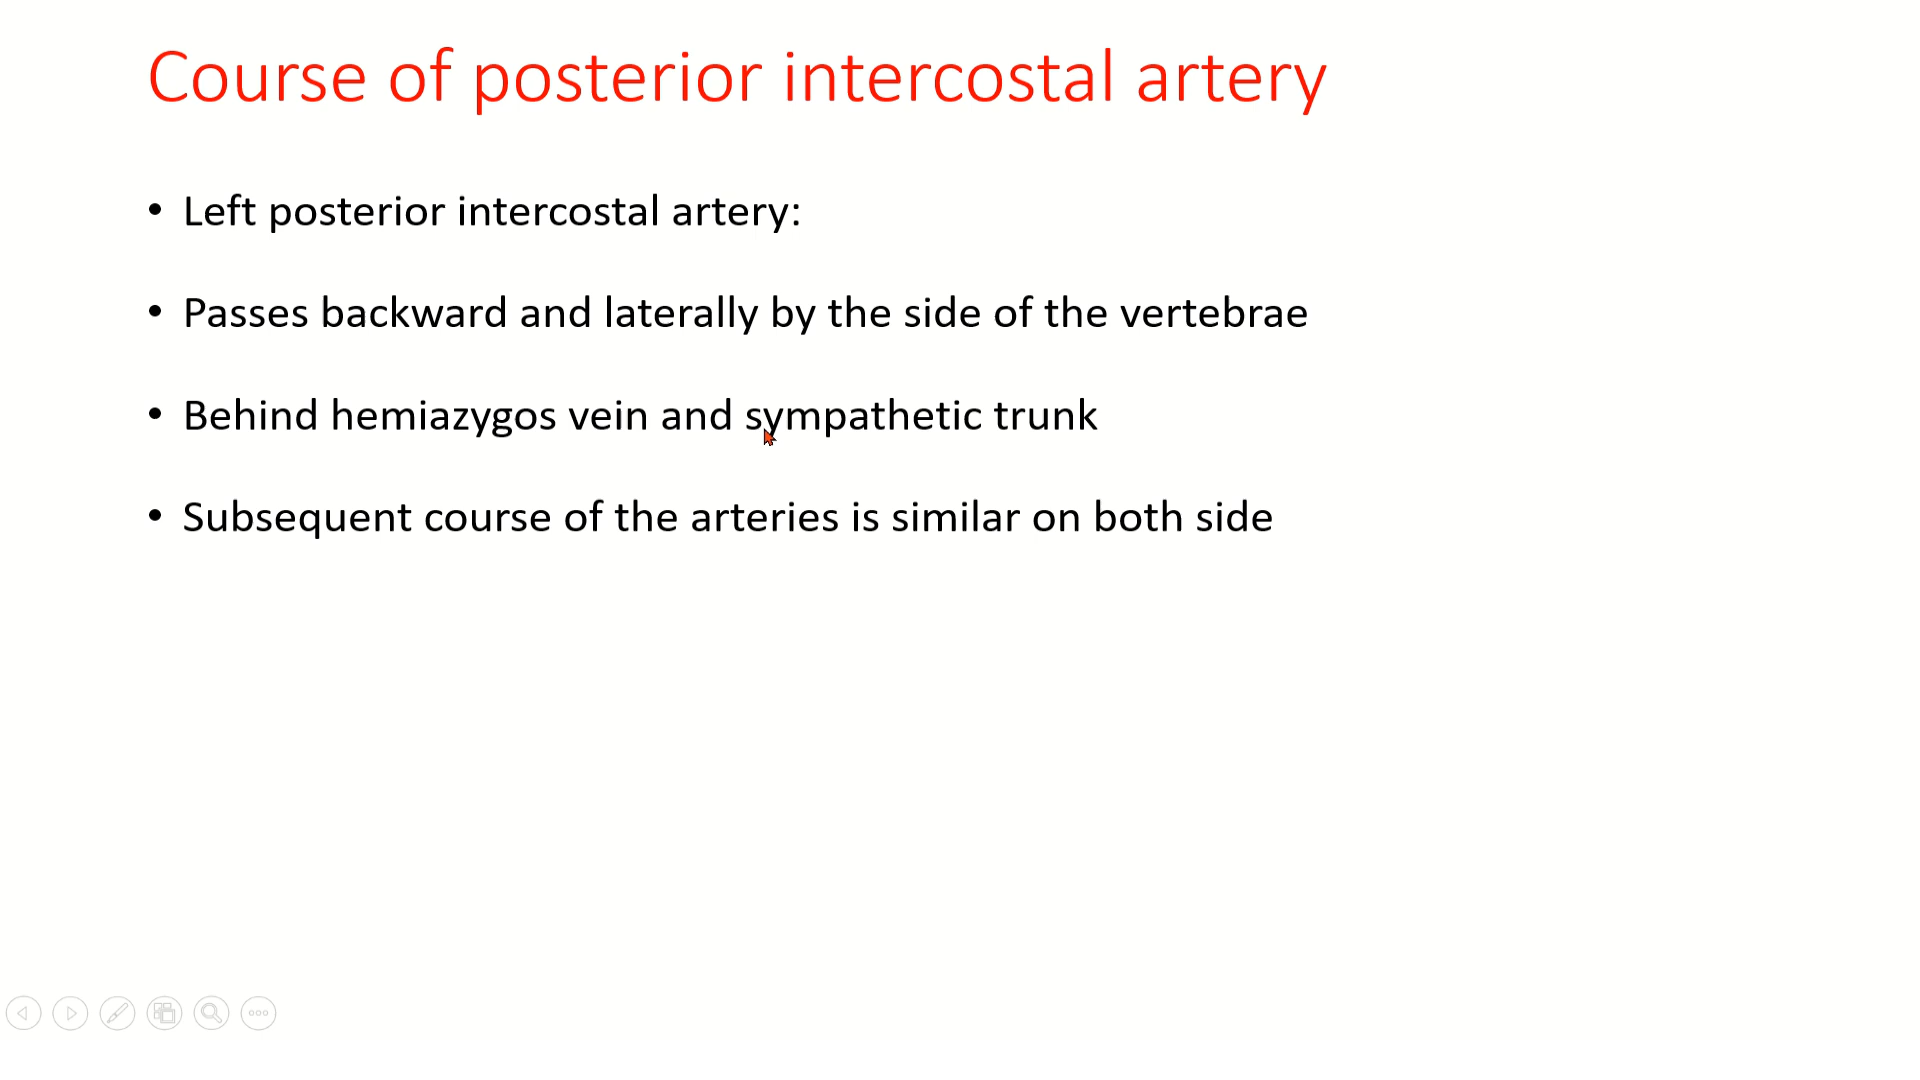 Course of posterior intercostal artery
• Left posterior intercostal artery:
• Passes backward and laterally by the side of the vertebrae
• Behind hemiazygos vein and sympathetic trunk
• Subsequent course of the arteries is similar on both side